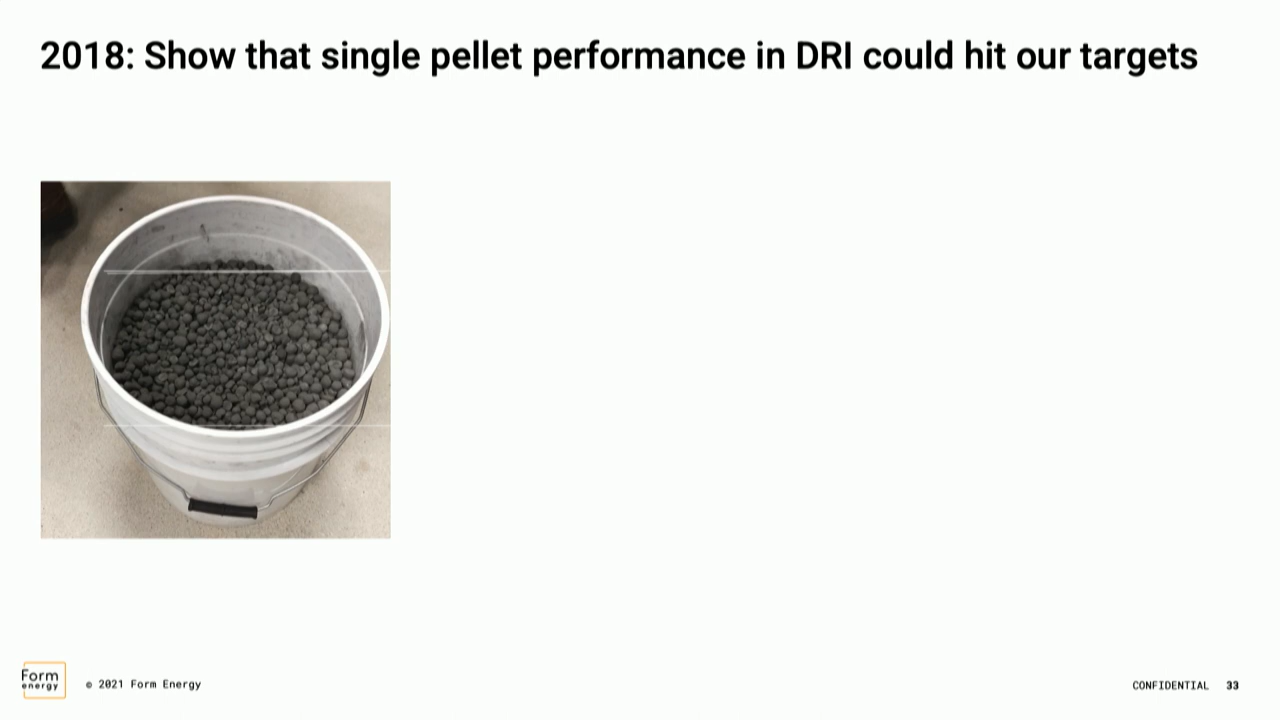 2018: Show that single pellet performance in DRI could hit our targets
Form
energy
© 2021 Form Energy
CONFIDENTIAL 33